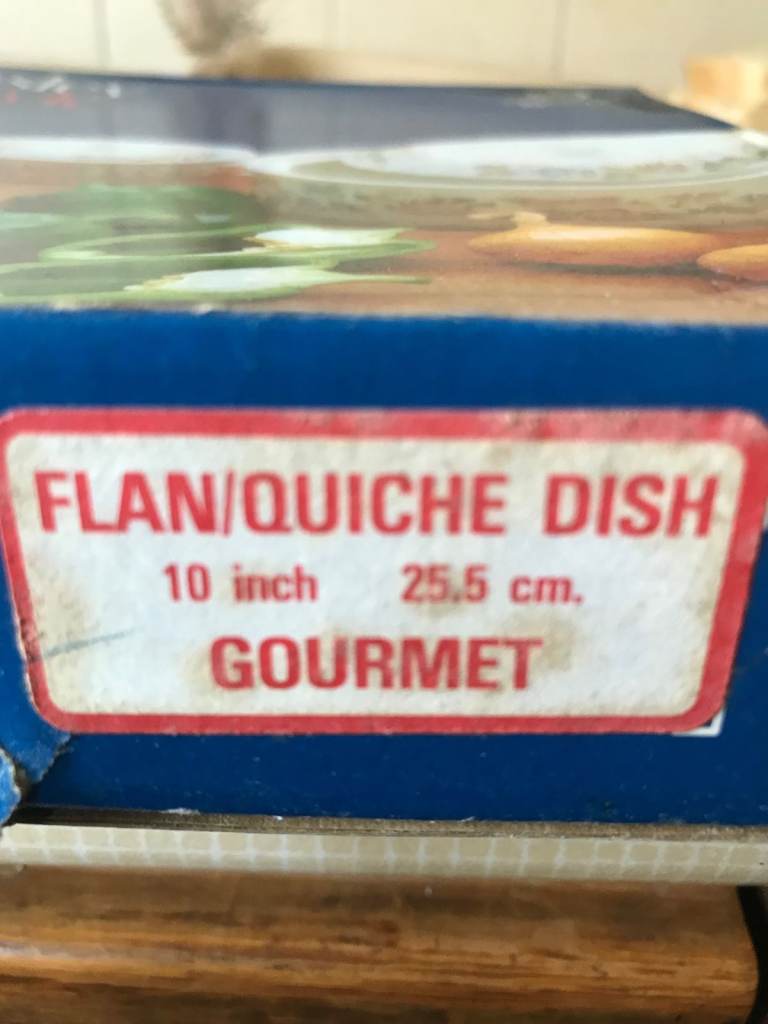 FLAN/QUICHE DISH
10 inch 25.5 cm.
GOURMET